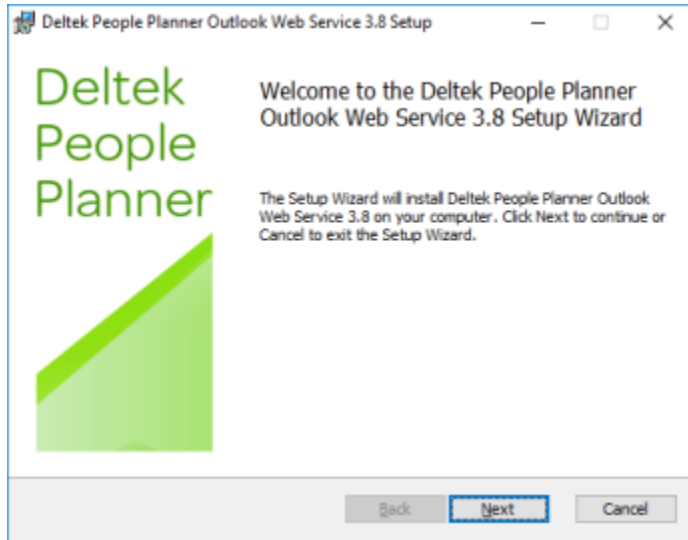 Deltek People Planner Outlook Web Service 3.8 Setup
Deltek
People
Planner
Welcome to the Deltek People Planner
Outlook Web Service 3.8 Setup Wizard
The Setup Wizard will install Deltek People Planner Outlook
Web Service 3.8 on your computer. Click Next to continue or
Cancel to exit the Setup Wizard.
Back Next Cancel